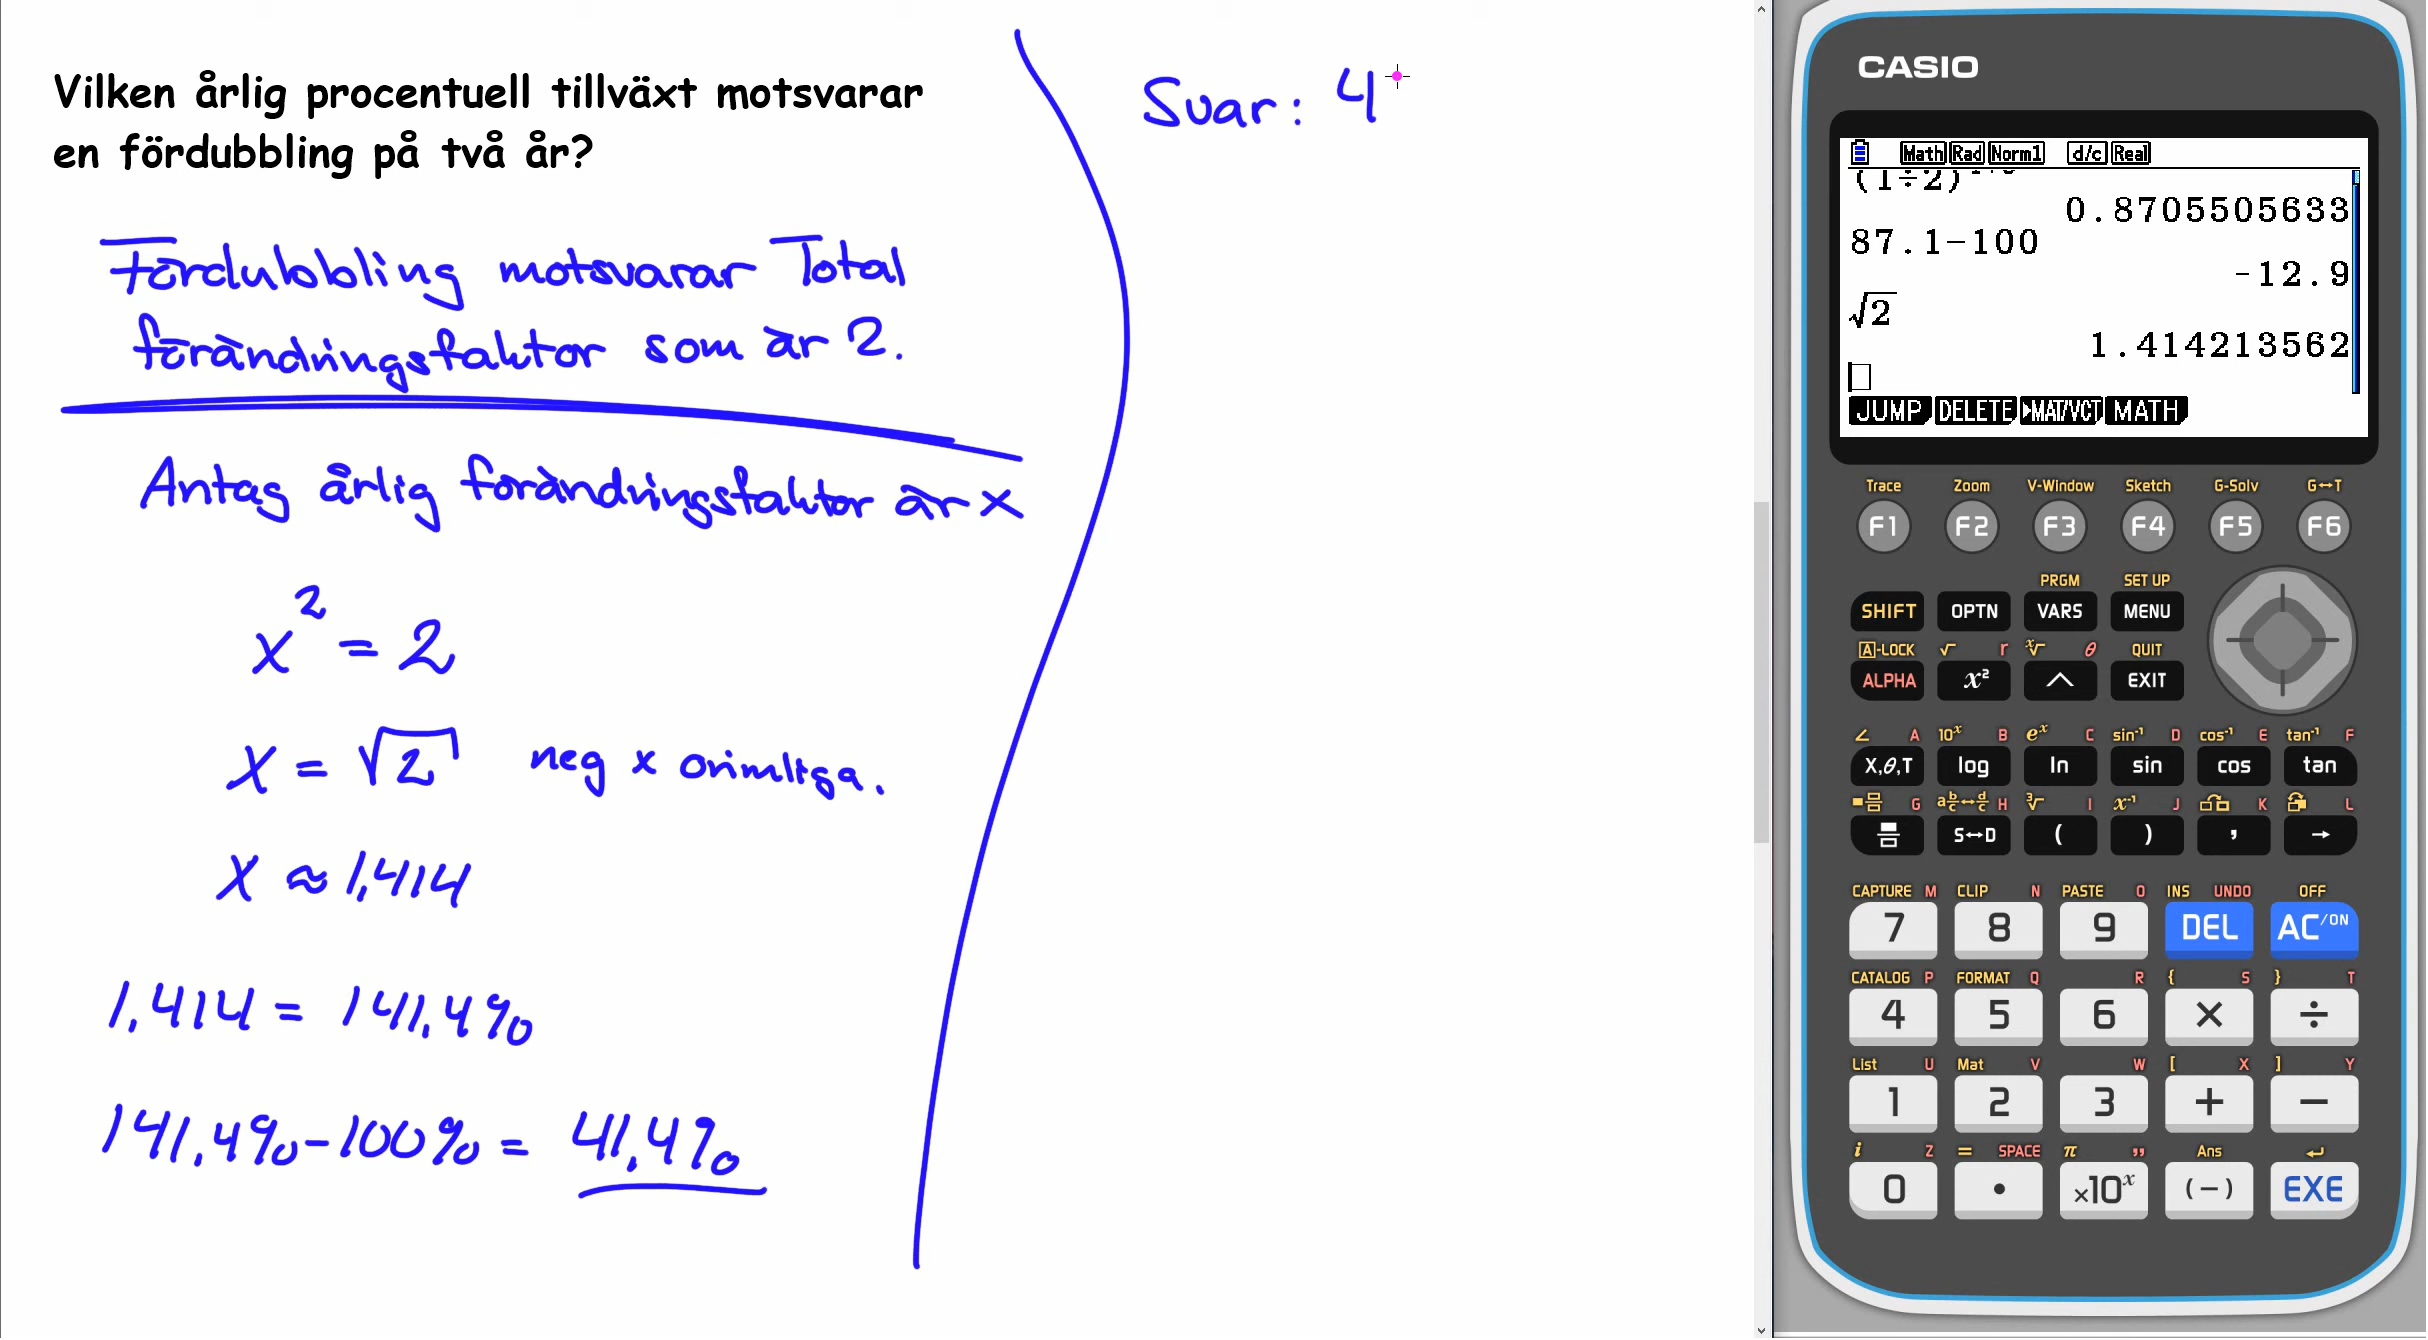 Vilken årlig procentuell tillväxt motsvarar
en fördubbling på två år?
Fördubbling motsvarar Total
förändringsfaktor som är 2.
Antag årlig förändringsfaktor är x
x² = 2
x = √2 neg x orimliga.
x ≈ 1,414
1,414 = 141,4%
141,4% - 100% = 41,4%
Svar: 4
CASIO
Math Rad Norm1 d/c Real
(1÷2)
0.8705505633
87.1-100
-12.9
√2
1.414213562
JUMP DELETE ▶MAT/VCT MATH
Trace Zoom V-Window Sketch G-Solv G↔T
F1 F2 F3 F4 F5 F6
PRGM SET UP
SHIFT OPTN VARS MENU
A-LOCK √ r ˣ√ θ QUIT
ALPHA x² ^ EXIT
∠ A 10ˣ B eˣ C sin⁻¹ D cos⁻¹ E tan⁻¹ F
X,θ,T log ln sin cos tan
G a b/c↔d/c H ³√ I x⁻¹ J K L
S↔D ( ) , →
CAPTURE M CLIP N PASTE O INS UNDO OFF
7 8 9 DEL AC/ON
CATALOG P FORMAT Q R { S } T
4 5 6 × ÷
List U Mat V W [ X ] Y
1 2 3 + −
i Z = SPACE π " Ans ↵
0 • ×10ˣ (−) EXE